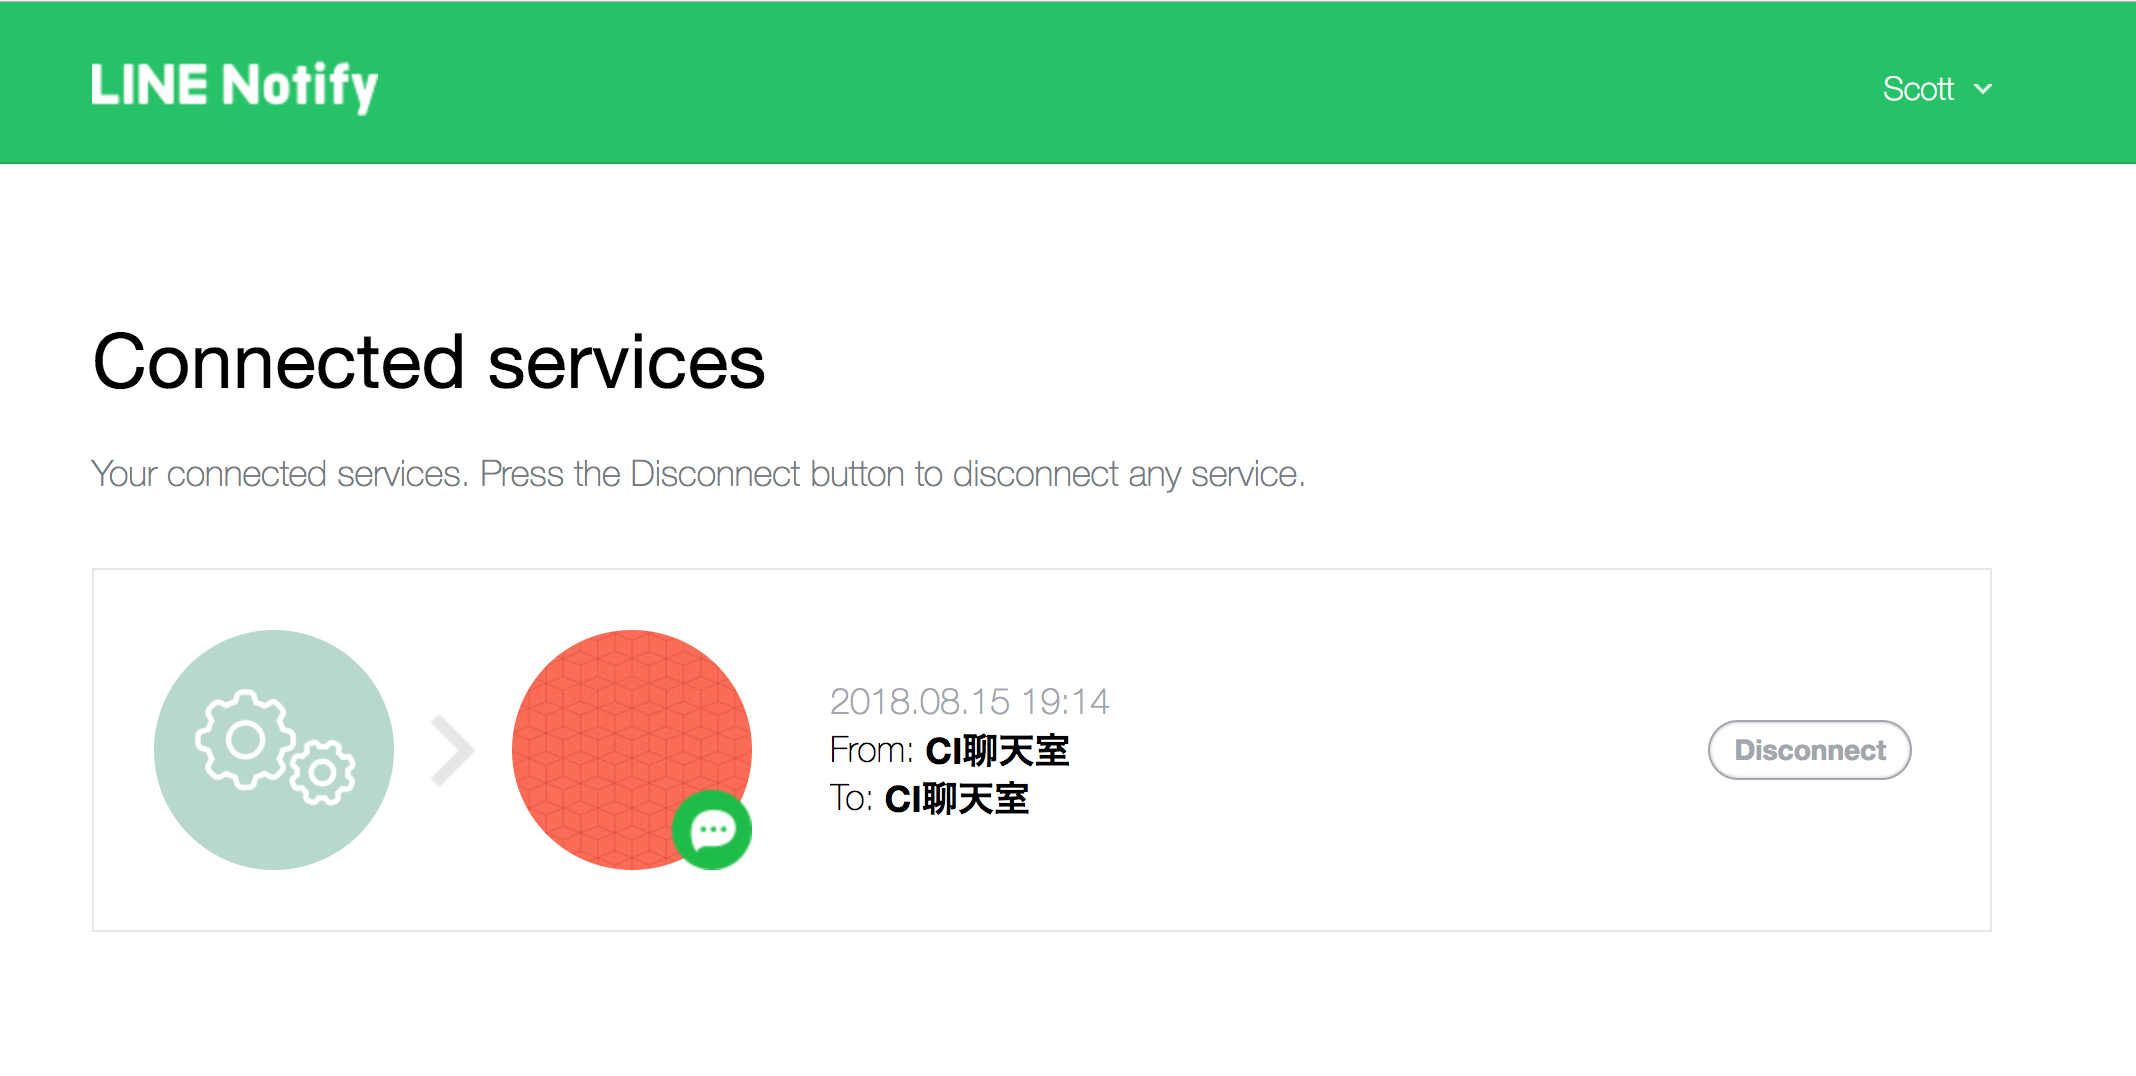 LINE Notify
Scott
Connected services
Your connected services. Press the Disconnect button to disconnect any service.
2018.08.15 19:14
From: CI聊天室
To: CI聊天室
Disconnect